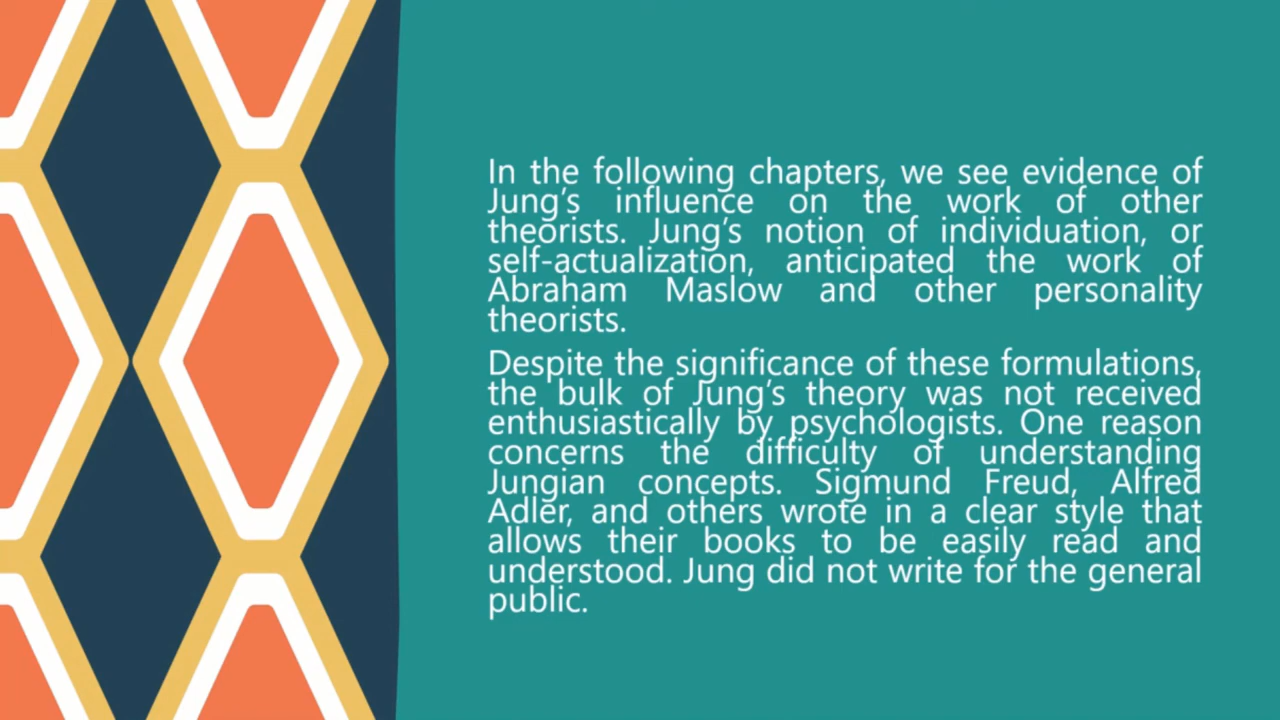 In the following chapters, we see evidence of
Jung’s influence on the work of other
theorists. Jung’s notion of individuation, or
self-actualization, anticipated the work of
Abraham Maslow and other personality
theorists.
Despite the significance of these formulations,
the bulk of Jung’s theory was not received
enthusiastically by psychologists. One reason
concerns the difficulty of understanding
Jungian concepts. Sigmund Freud, Alfred
Adler, and others wrote in a clear style that
allows their books to be easily read and
understood. Jung did not write for the general
public.